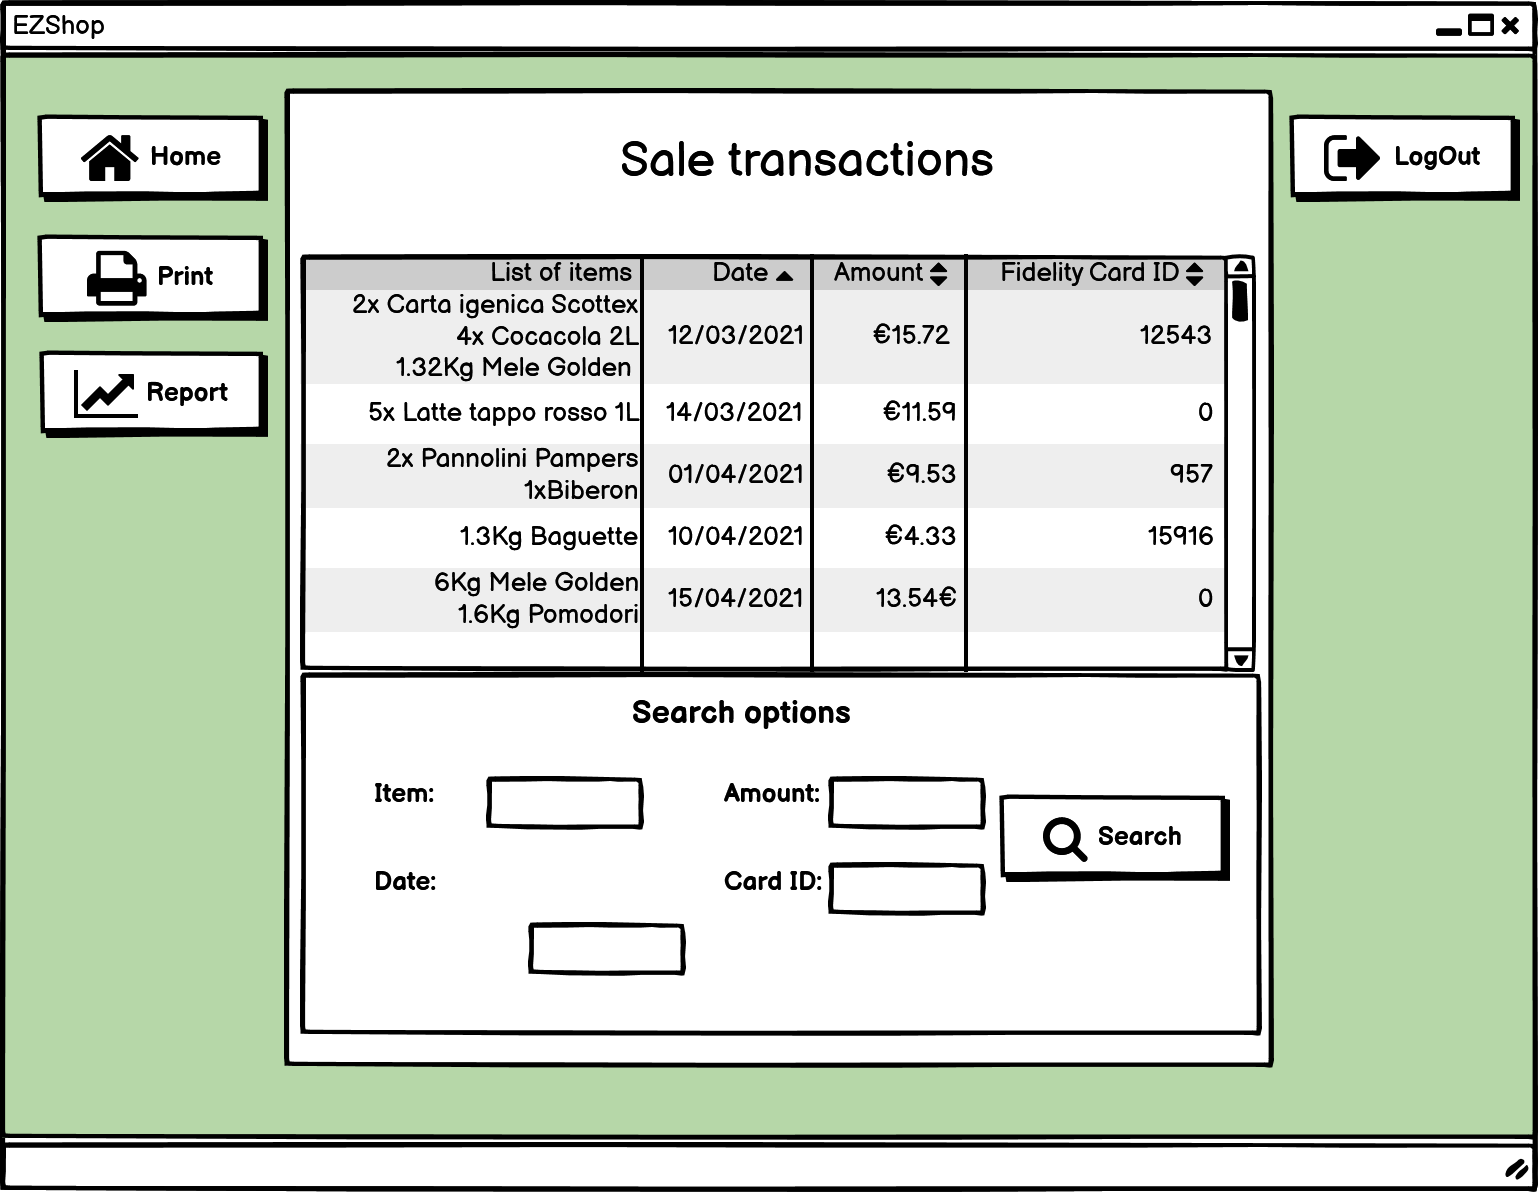 EZShop
Home
Print
Report
LogOut
Sale transactions
List of items Date Amount Fidelity Card ID
2x Carta igenica Scottex
4x Cocacola 2L 12/03/2021 €15.72 12543
1.32Kg Mele Golden
5x Latte tappo rosso 1L 14/03/2021 €11.59 0
2x Pannolini Pampers
1xBiberon 01/04/2021 €9.53 957
1.3Kg Baguette 10/04/2021 €4.33 15916
6Kg Mele Golden
1.6Kg Pomodori 15/04/2021 13.54€ 0
Search options
Item: Amount:
Search
Date: Card ID: